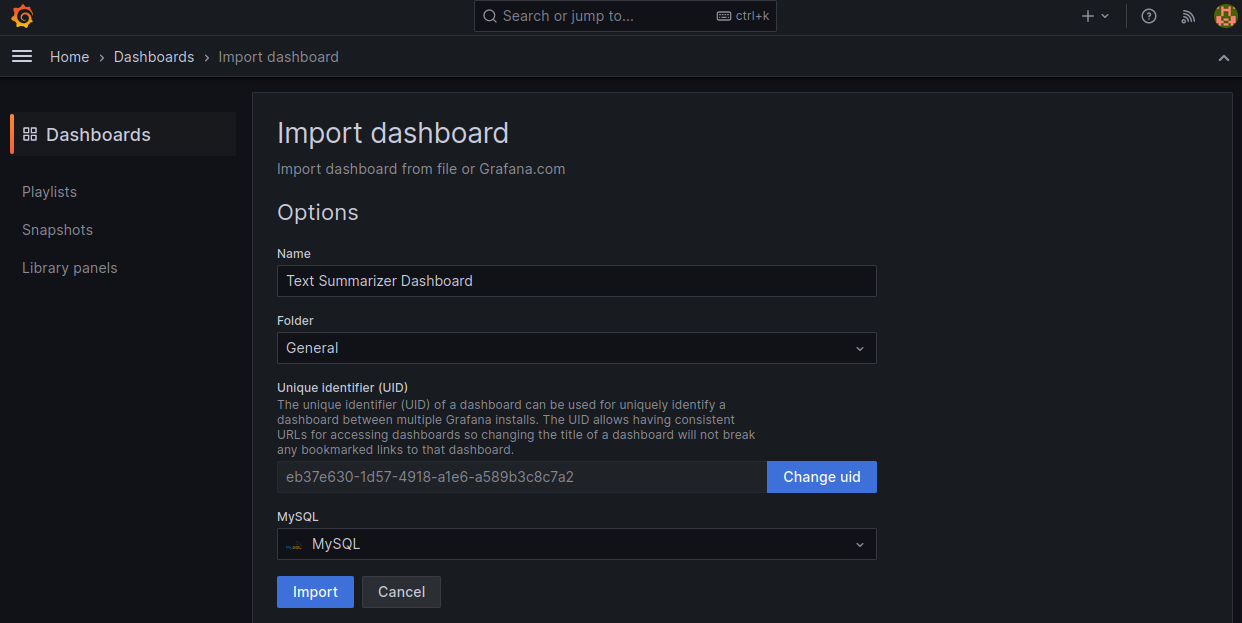 Search or jump to...
ctrl+k
Home › Dashboards › Import dashboard
Dashboards
Playlists
Snapshots
Library panels
Import dashboard
Import dashboard from file or Grafana.com
Options
Name
Text Summarizer Dashboard
Folder
General
Unique identifier (UID)
The unique identifier (UID) of a dashboard can be used for uniquely identify a
dashboard between multiple Grafana installs. The UID allows having consistent
URLs for accessing dashboards so changing the title of a dashboard will not break
any bookmarked links to that dashboard.
eb37e630-1d57-4918-a1e6-a589b3c8c7a2
Change uid
MySQL
MySQL
Import
Cancel